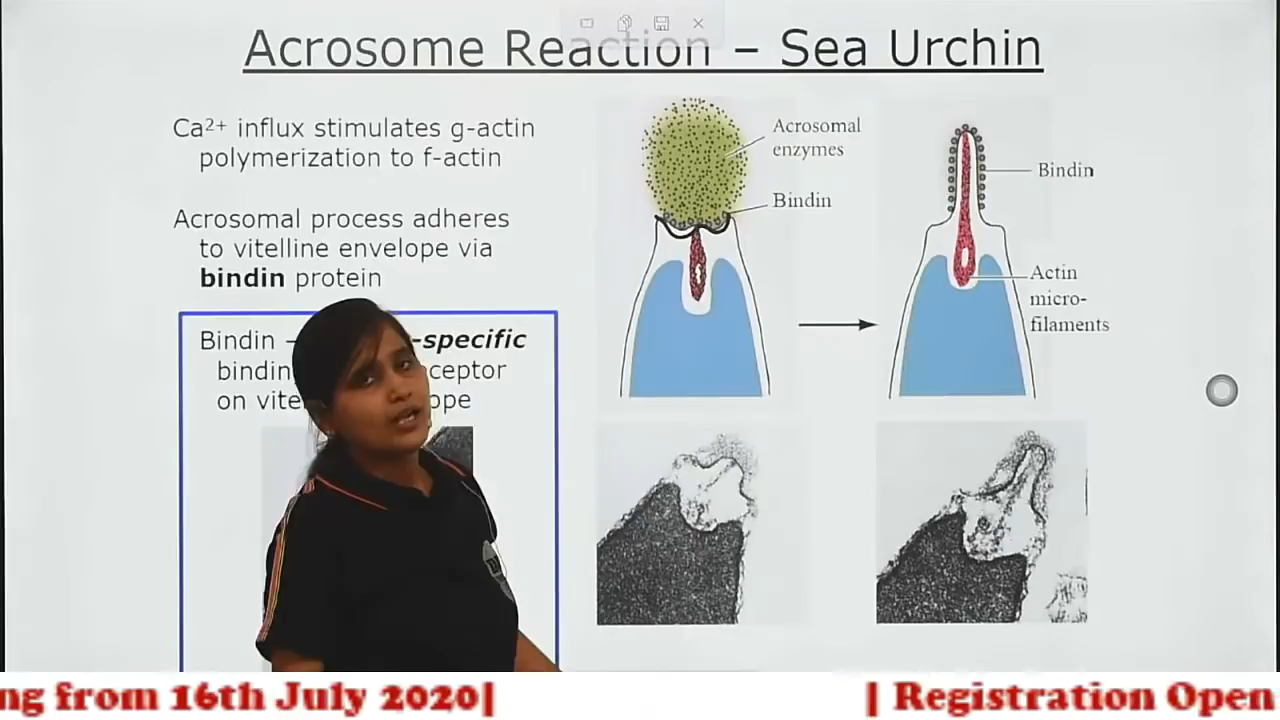 Acrosome Reaction – Sea Urchin
Ca²⁺ influx stimulates g-actin
polymerization to f-actin
Acrosomal process adheres
to vitelline envelope via
bindin protein
Bindin – -specific
bindin ceptor
on vite ope
Acrosomal
enzymes
Bindin
Bindin
Actin
micro-
filaments
ng from 16th July 2020| | Registration Open